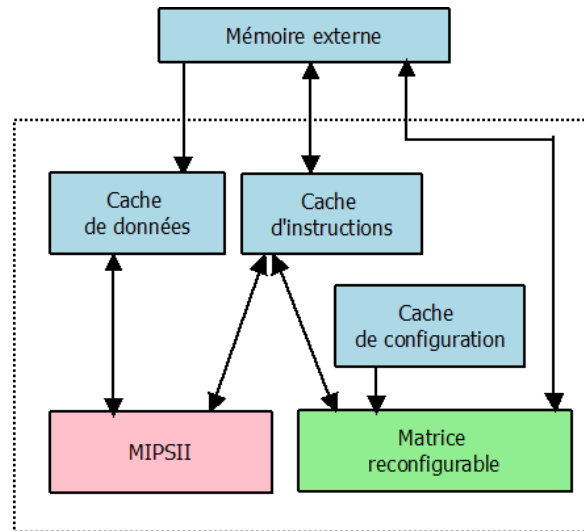 Mémoire externe
Cache
de données
Cache
d'instructions
Cache
de configuration
MIPSII
Matrice
reconfigurable